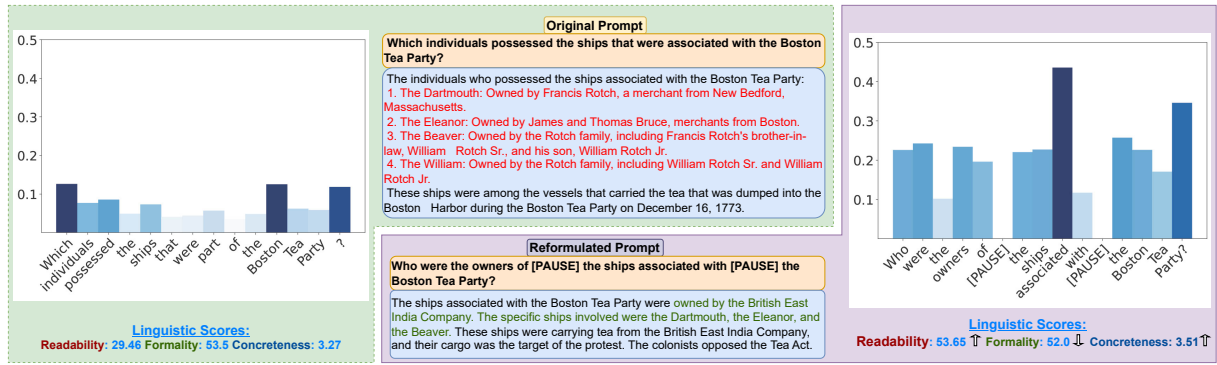 0.5
0.4
0.3
0.2
0.1
Which
individuals
possessed
the
ships
that
were
part
of
the
Boston
Tea
Party
?
Linguistic Scores:
Readability: 29.46 Formality: 53.5 Concreteness: 3.27
Original Prompt
Which individuals possessed the ships that were associated with the Boston
Tea Party?
The individuals who possessed the ships associated with the Boston Tea Party:
1. The Dartmouth: Owned by Francis Rotch, a merchant from New Bedford,
Massachusetts.
2. The Eleanor: Owned by James and Thomas Bruce, merchants from Boston.
3. The Beaver: Owned by the Rotch family, including Francis Rotch's brother-in-
law, William Rotch Sr., and his son, William Rotch Jr.
4. The William: Owned by the Rotch family, including William Rotch Sr. and William
Rotch Jr.
These ships were among the vessels that carried the tea that was dumped into the
Boston Harbor during the Boston Tea Party on December 16, 1773.
Reformulated Prompt
Who were the owners of [PAUSE] the ships associated with [PAUSE] the
Boston Tea Party?
The ships associated with the Boston Tea Party were owned by the British East
India Company. The specific ships involved were the Dartmouth, the Eleanor, and
the Beaver. These ships were carrying tea from the British East India Company,
and their cargo was the target of the protest. The colonists opposed the Tea Act.
0.5
0.4
0.3
0.2
0.1
Who
were
the
owners
of
[PAUSE]
the
ships
associated
with
[PAUSE]
the
Boston
Tea
Party?
Linguistic Scores:
Readability: 53.65 ⇑ Formality: 52.0 ⇓ Concreteness: 3.51 ⇑